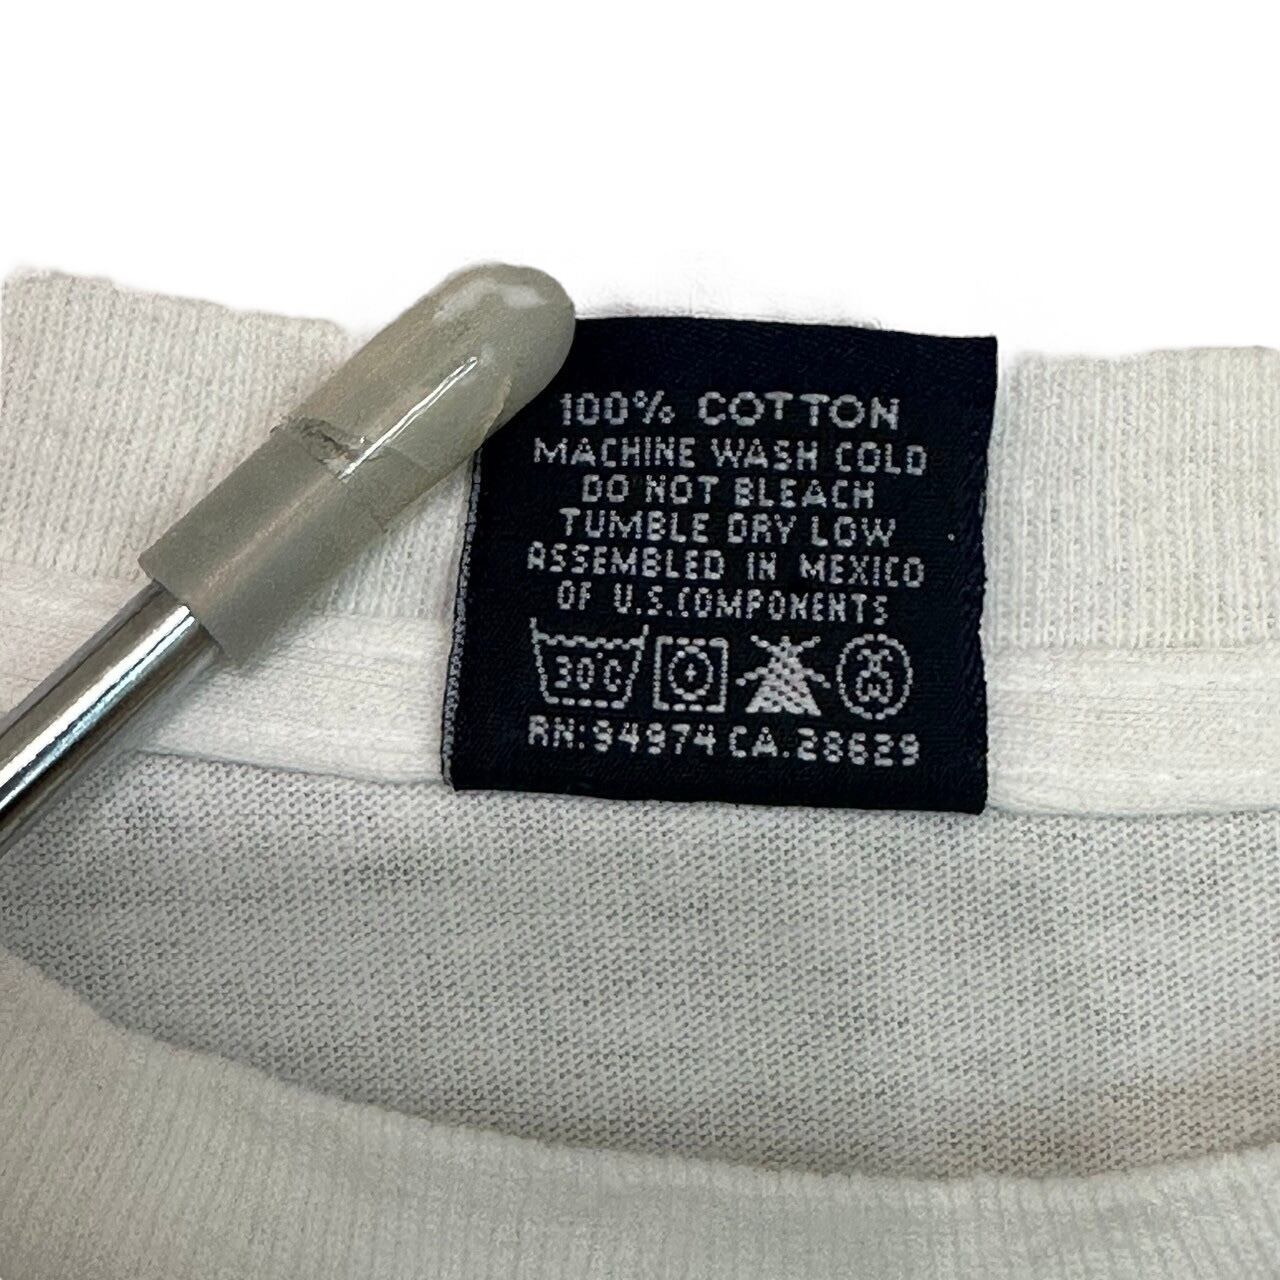 100% COTTON
MACHINE WASH COLD
DO NOT BLEACH
TUMBLE DRY LOW
ASSEMBLED IN MEXICO
OF U.S.COMPONENTS
30°C
RN:94974 CA.28629